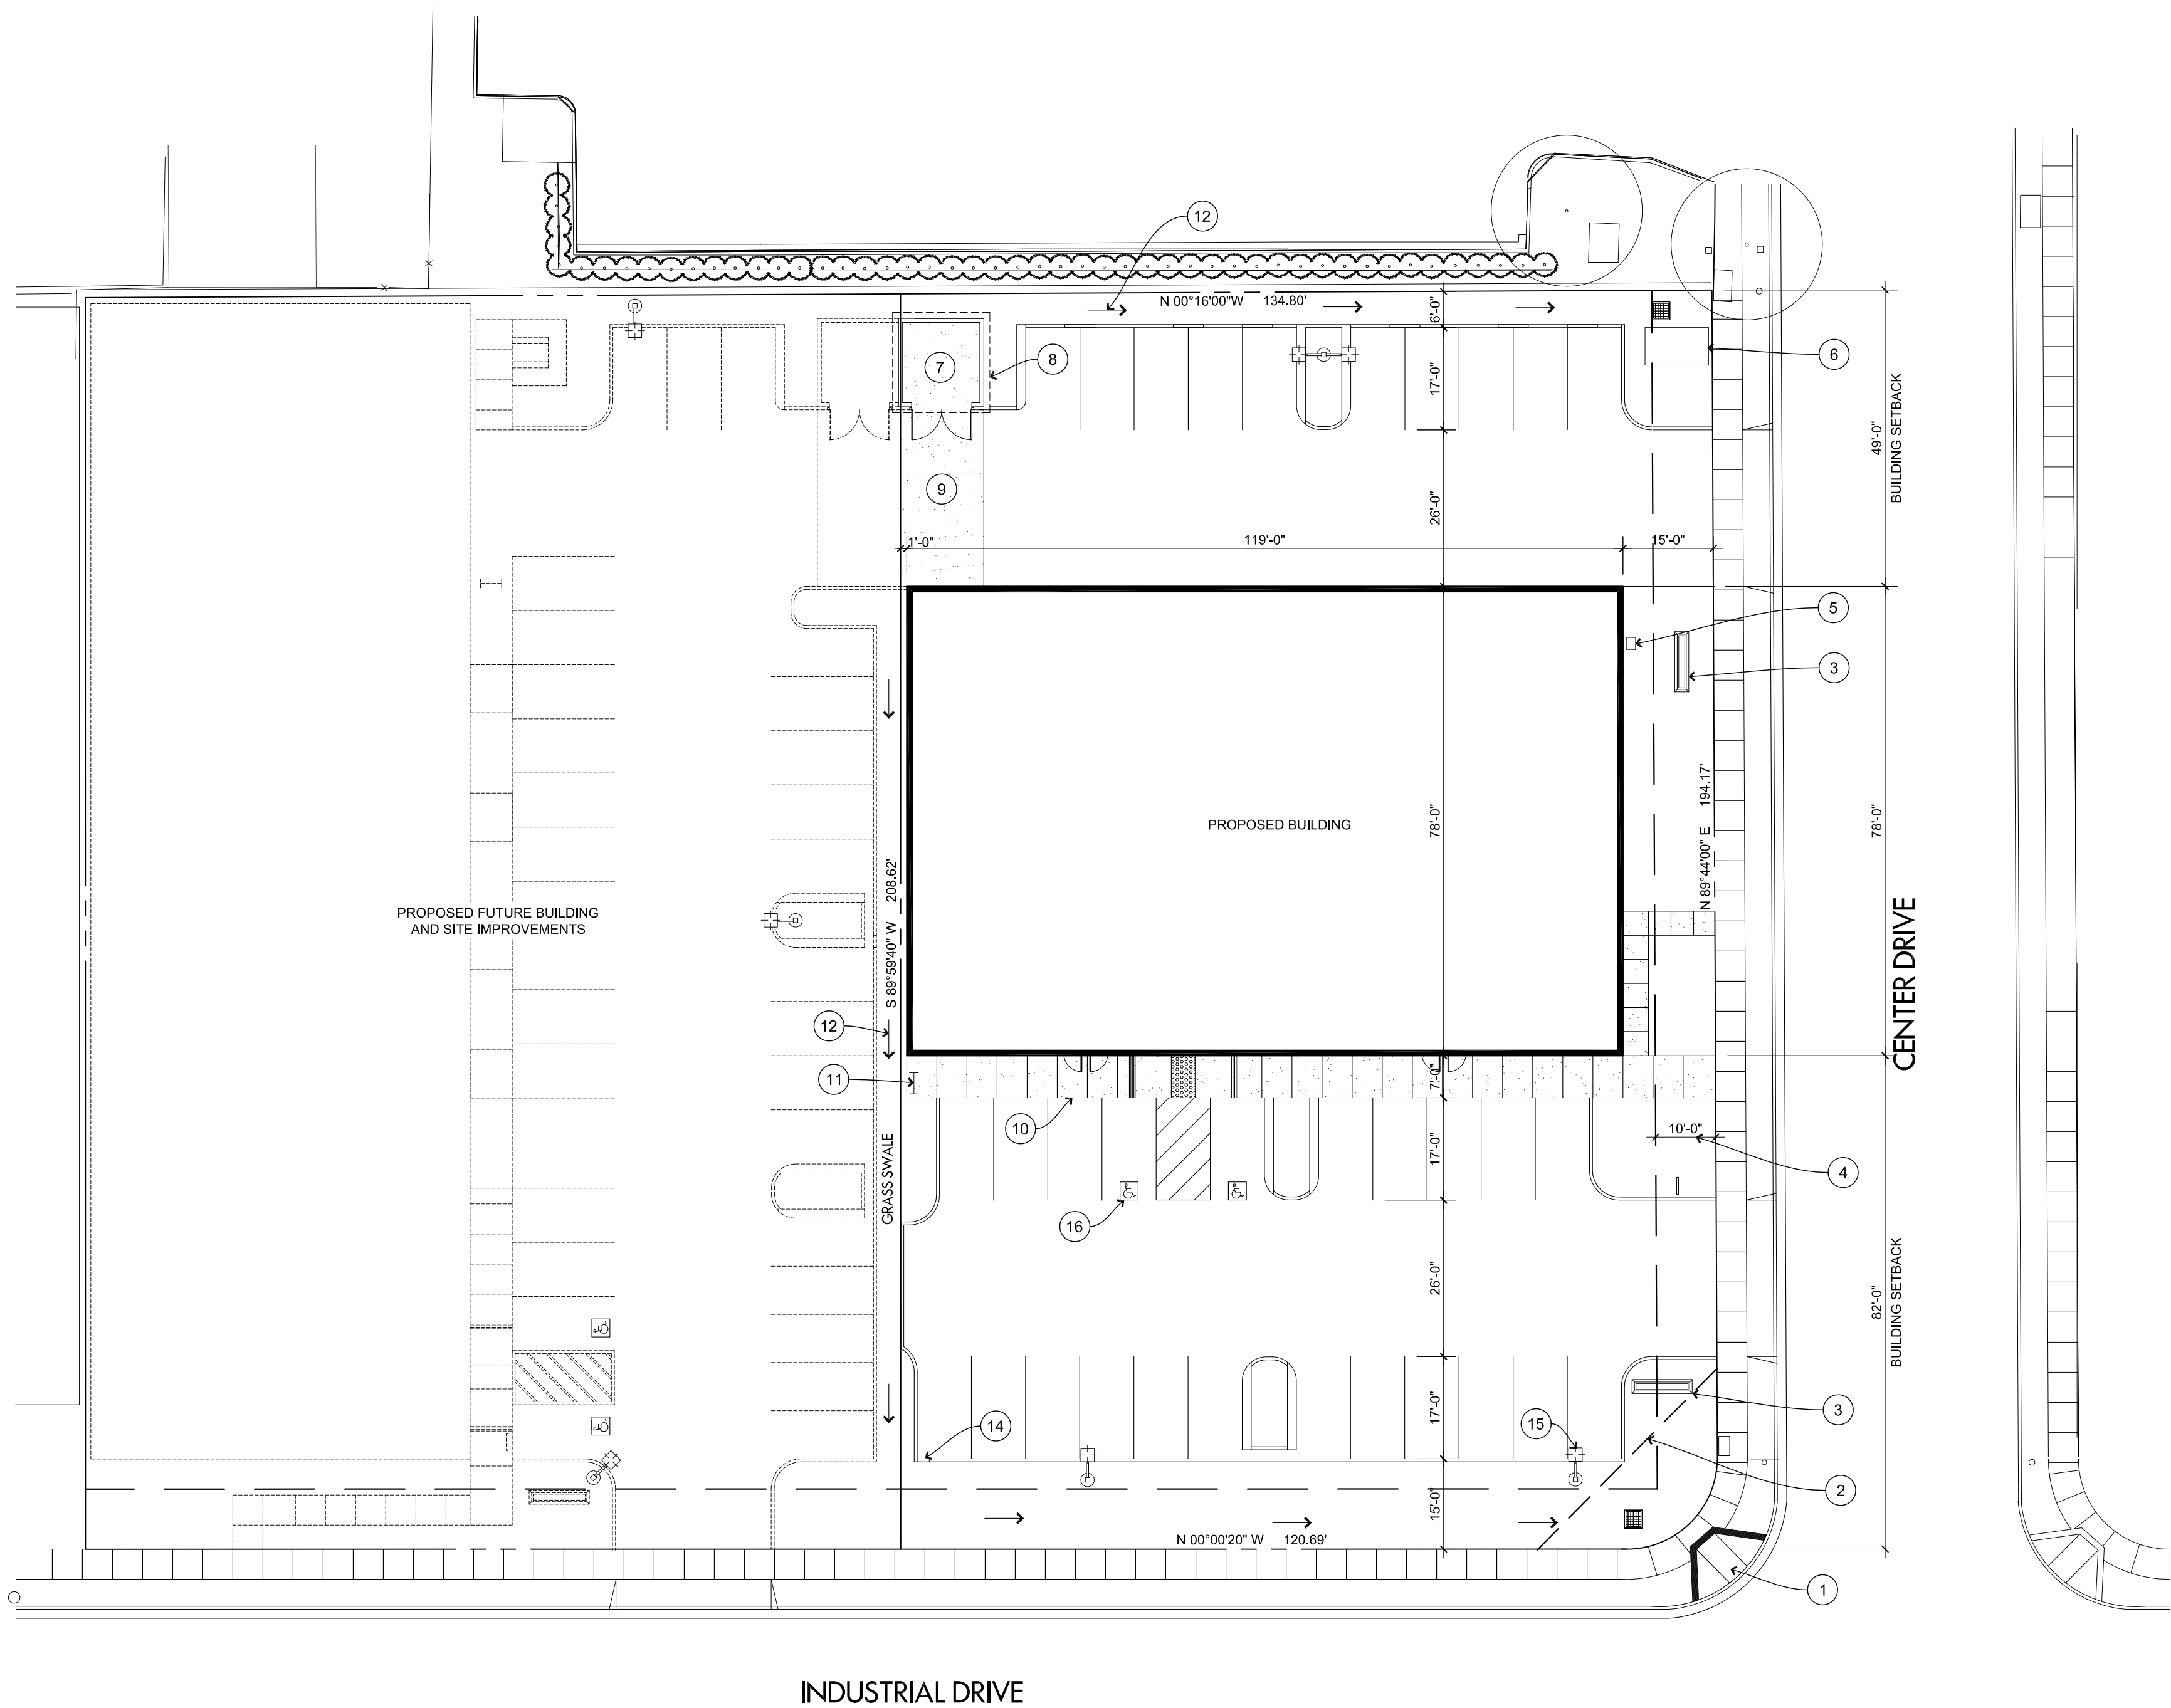 12
N 00°16'00"W 134.80'
6'-0"
7
8
6
17'-0"
49'-0"
BUILDING SETBACK
9
26'-0"
1'-0"
119'-0"
15'-0"
5
3
N 89°44'00" E 194.17'
PROPOSED BUILDING
78'-0"
78'-0"
S 89°59'40" W 208.62'
PROPOSED FUTURE BUILDING
AND SITE IMPROVEMENTS
CENTER DRIVE
12
11
7'-0"
10
10'-0"
17'-0"
4
GRASS SWALE
16
26'-0"
82'-0"
BUILDING SETBACK
3
17'-0"
14
15
2
15'-0"
N 00°00'20" W 120.69'
1
INDUSTRIAL DRIVE